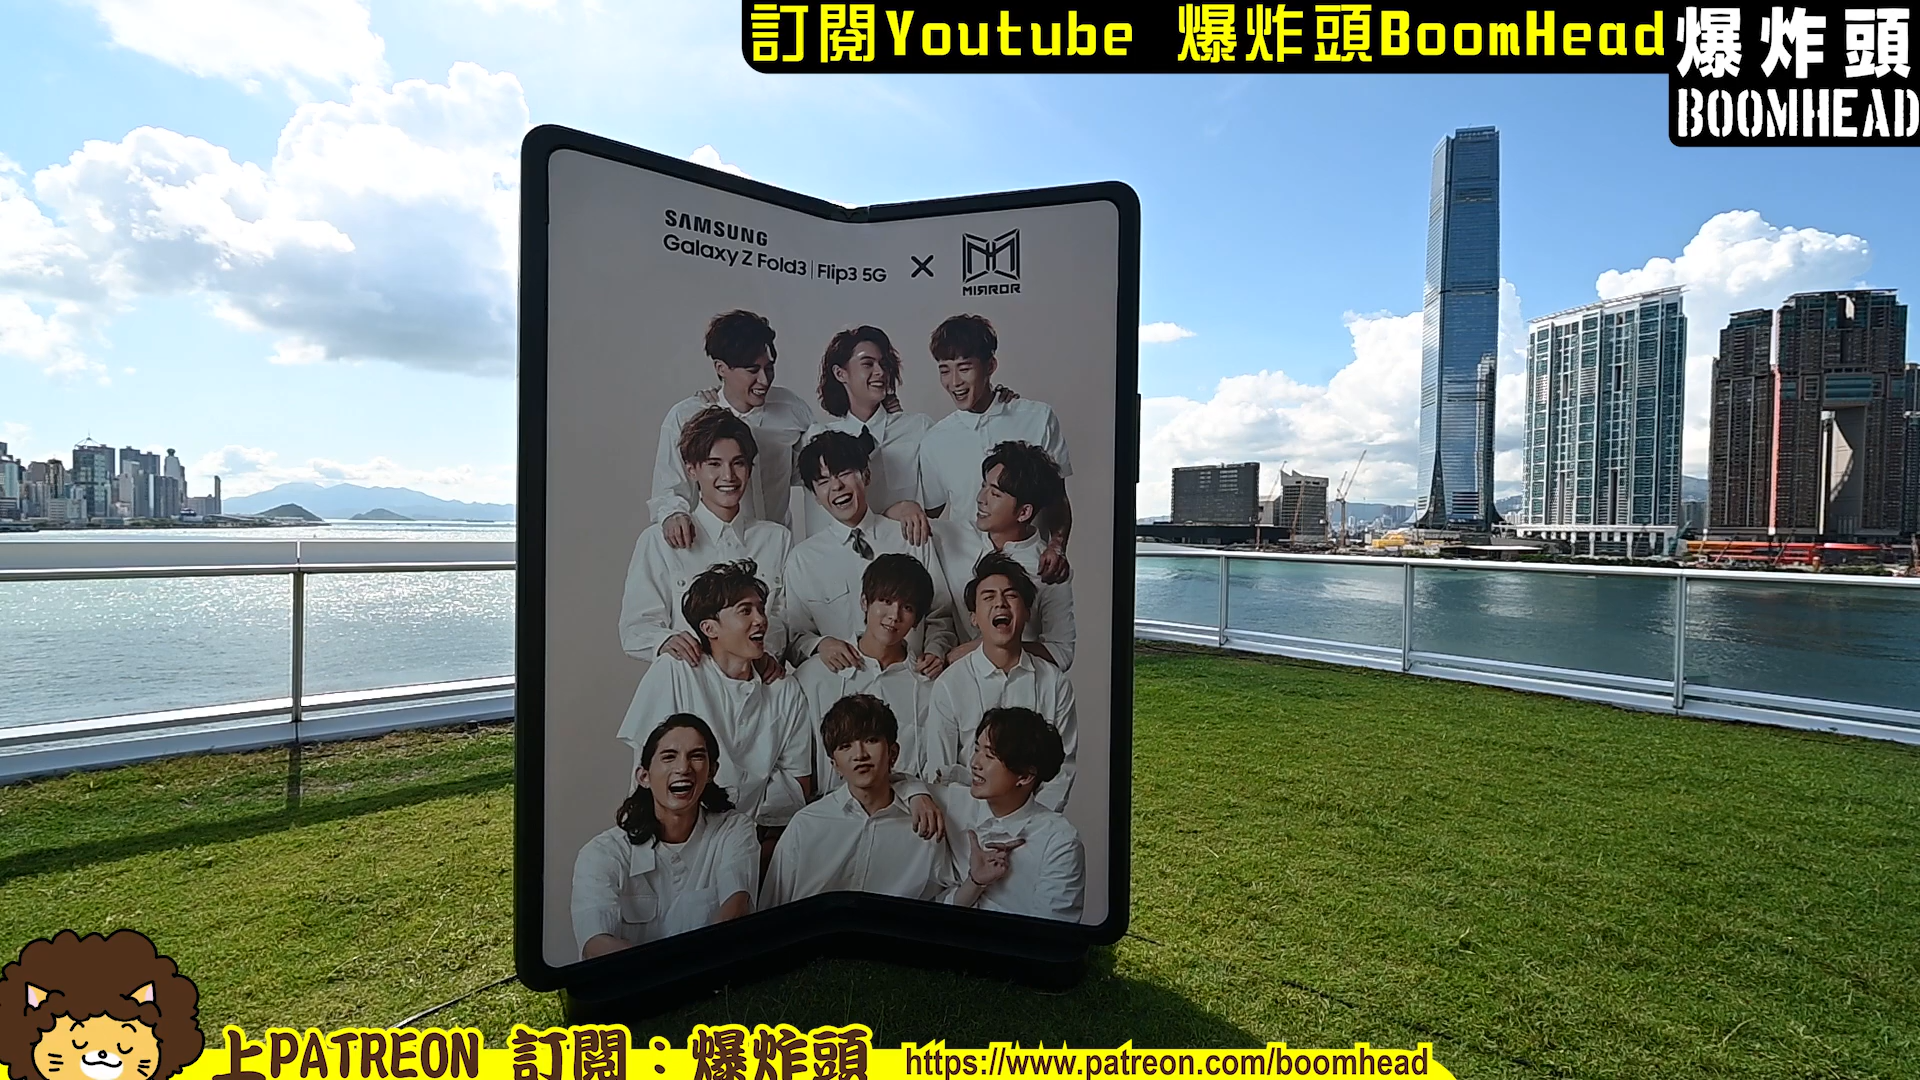 訂閱Youtube 爆炸頭BoomHead
爆炸頭
BOOMHEAD
SAMSUNG
Galaxy Z Fold3 | Flip3 5G
×
MIRROR
上PATREON 訂閱：爆炸頭
https://www.patreon.com/boomhead